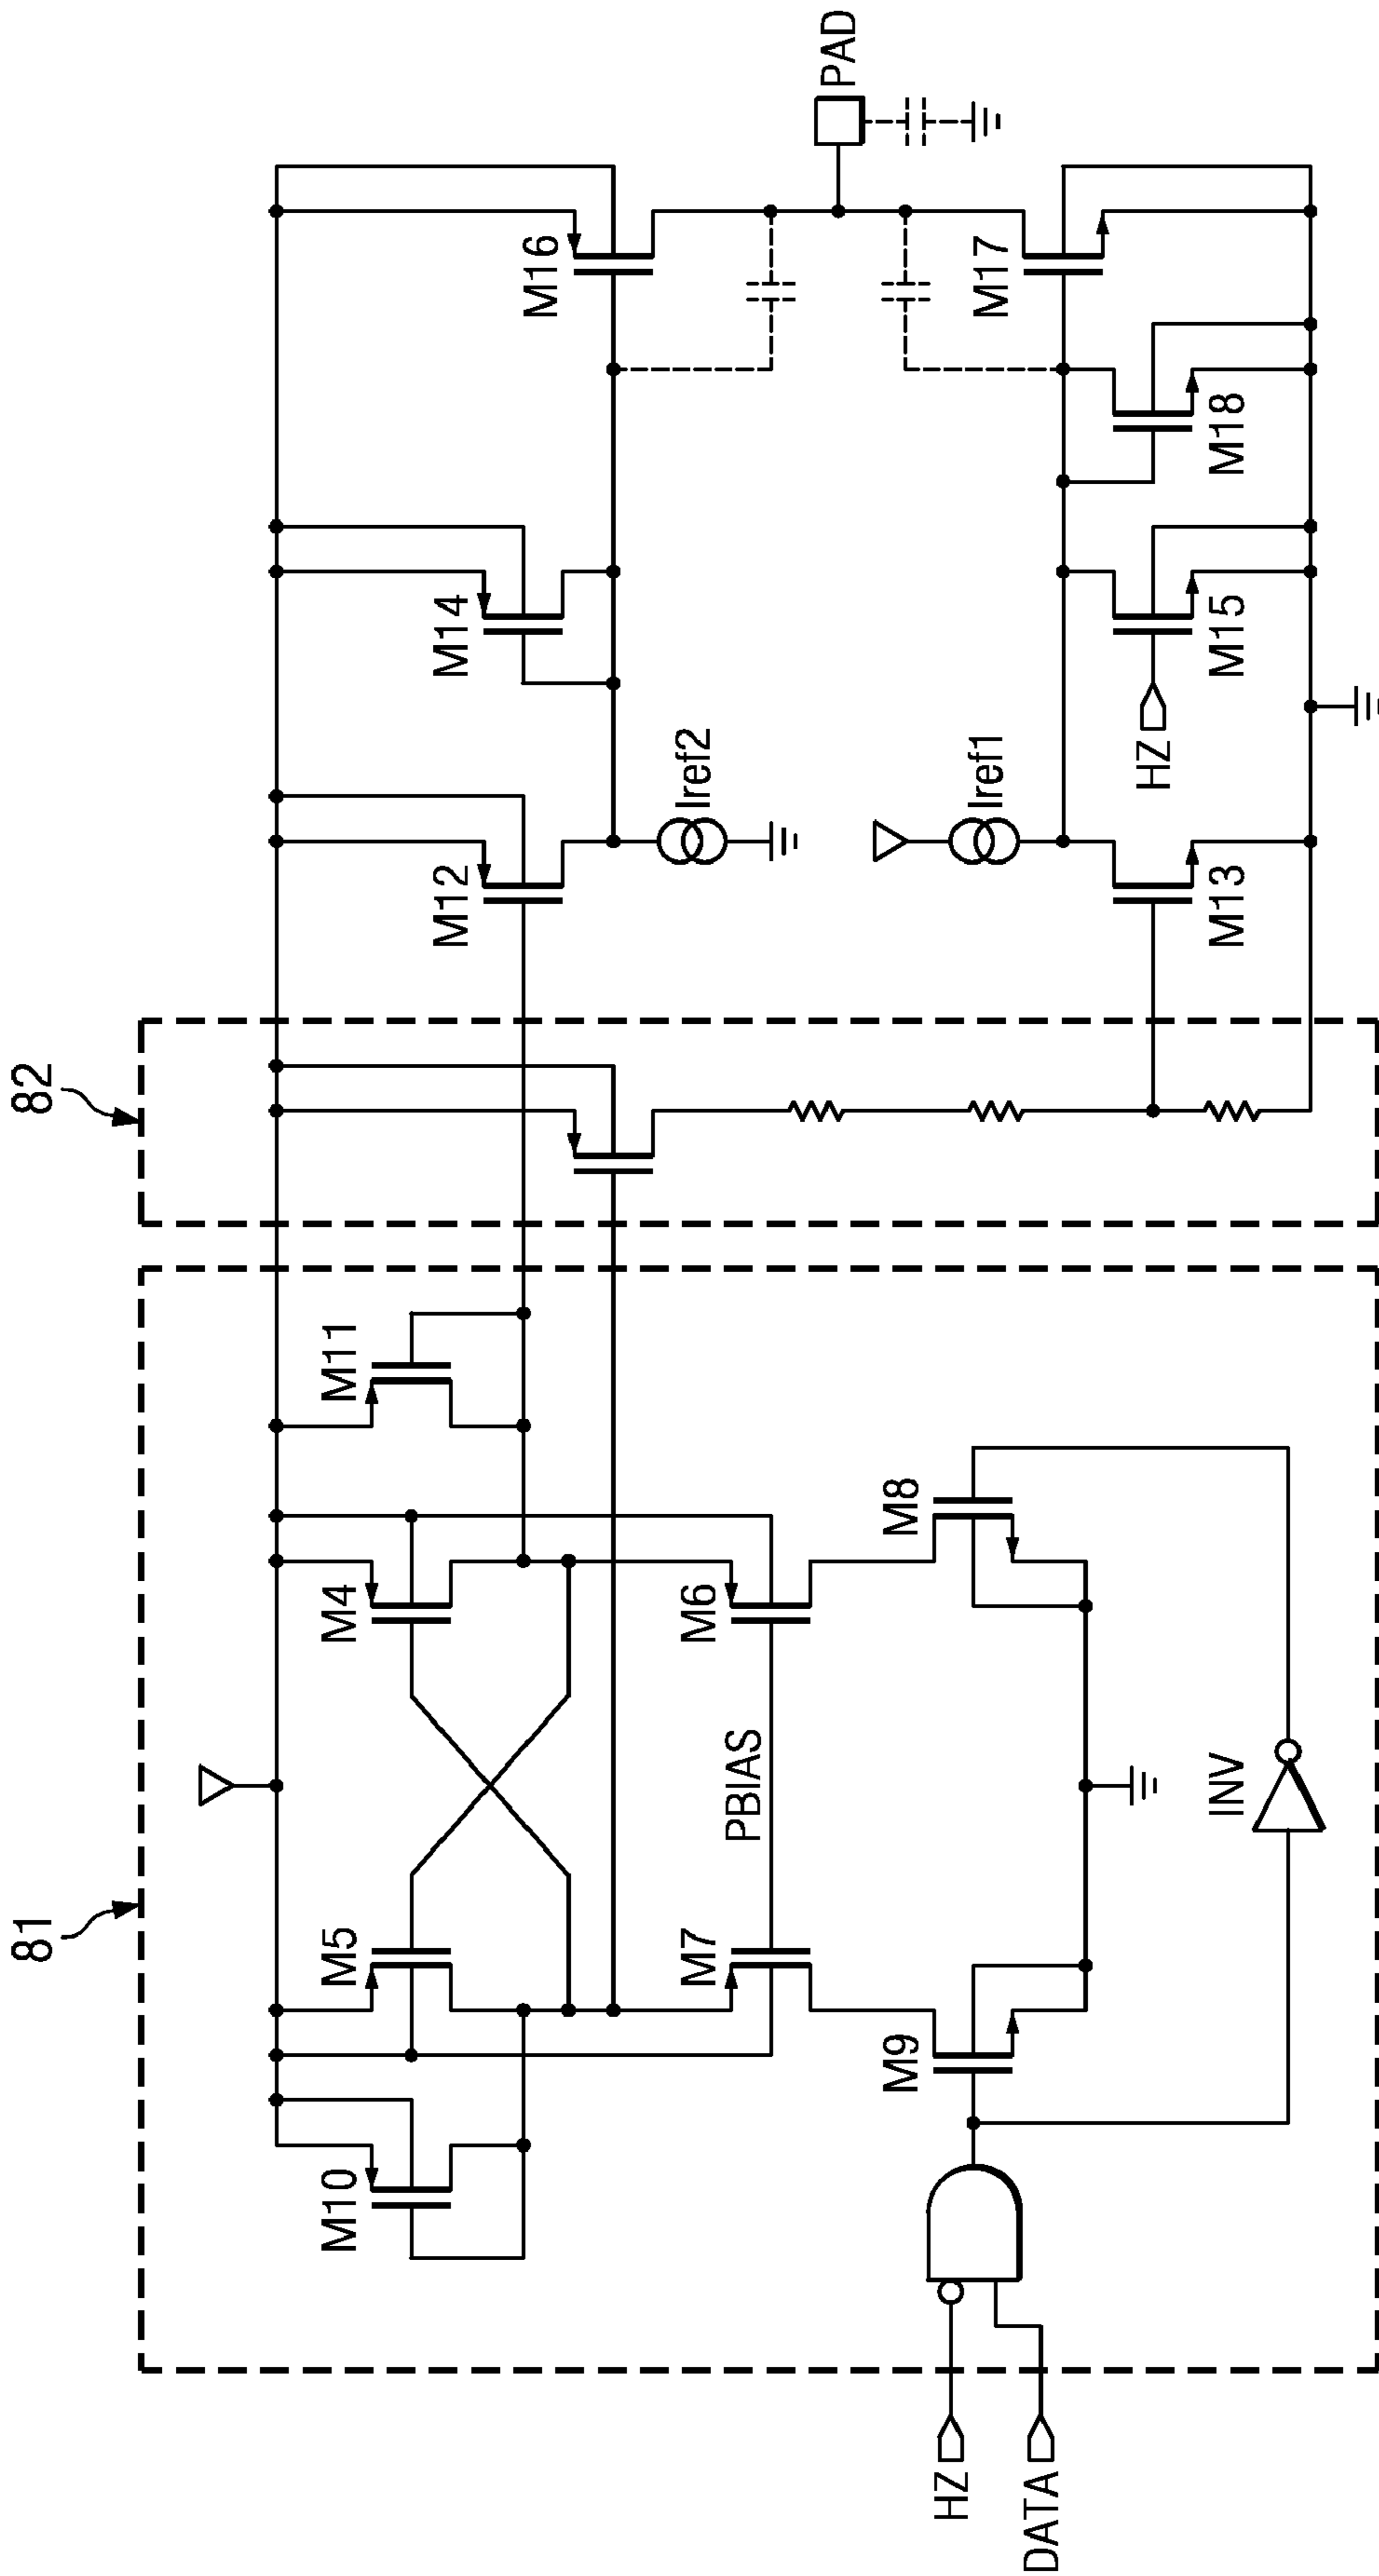 81
82
M10
M5
M4
M11
M12
M14
M16
M7
PBIAS
M6
Iref2
PAD
M9
M8
Iref1
M17
HZ
DATA
INV
M13
HZ
M15
M18